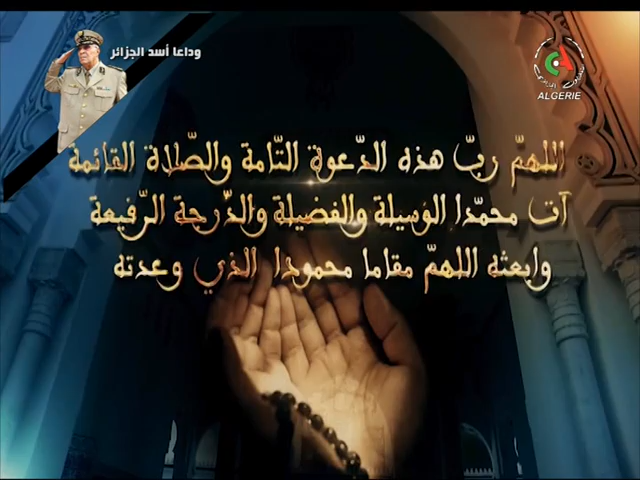 وداعا أسد الجزائر
ALGERIE
اللهمّ ربّ هذه الدّعوة التّامة والصّلاة القائمة
آت محمّدا الوسيلة والفضيلة والدّرجة الرّفيعة
وابعثه اللهمّ مقاما محمودا الذي وعدته